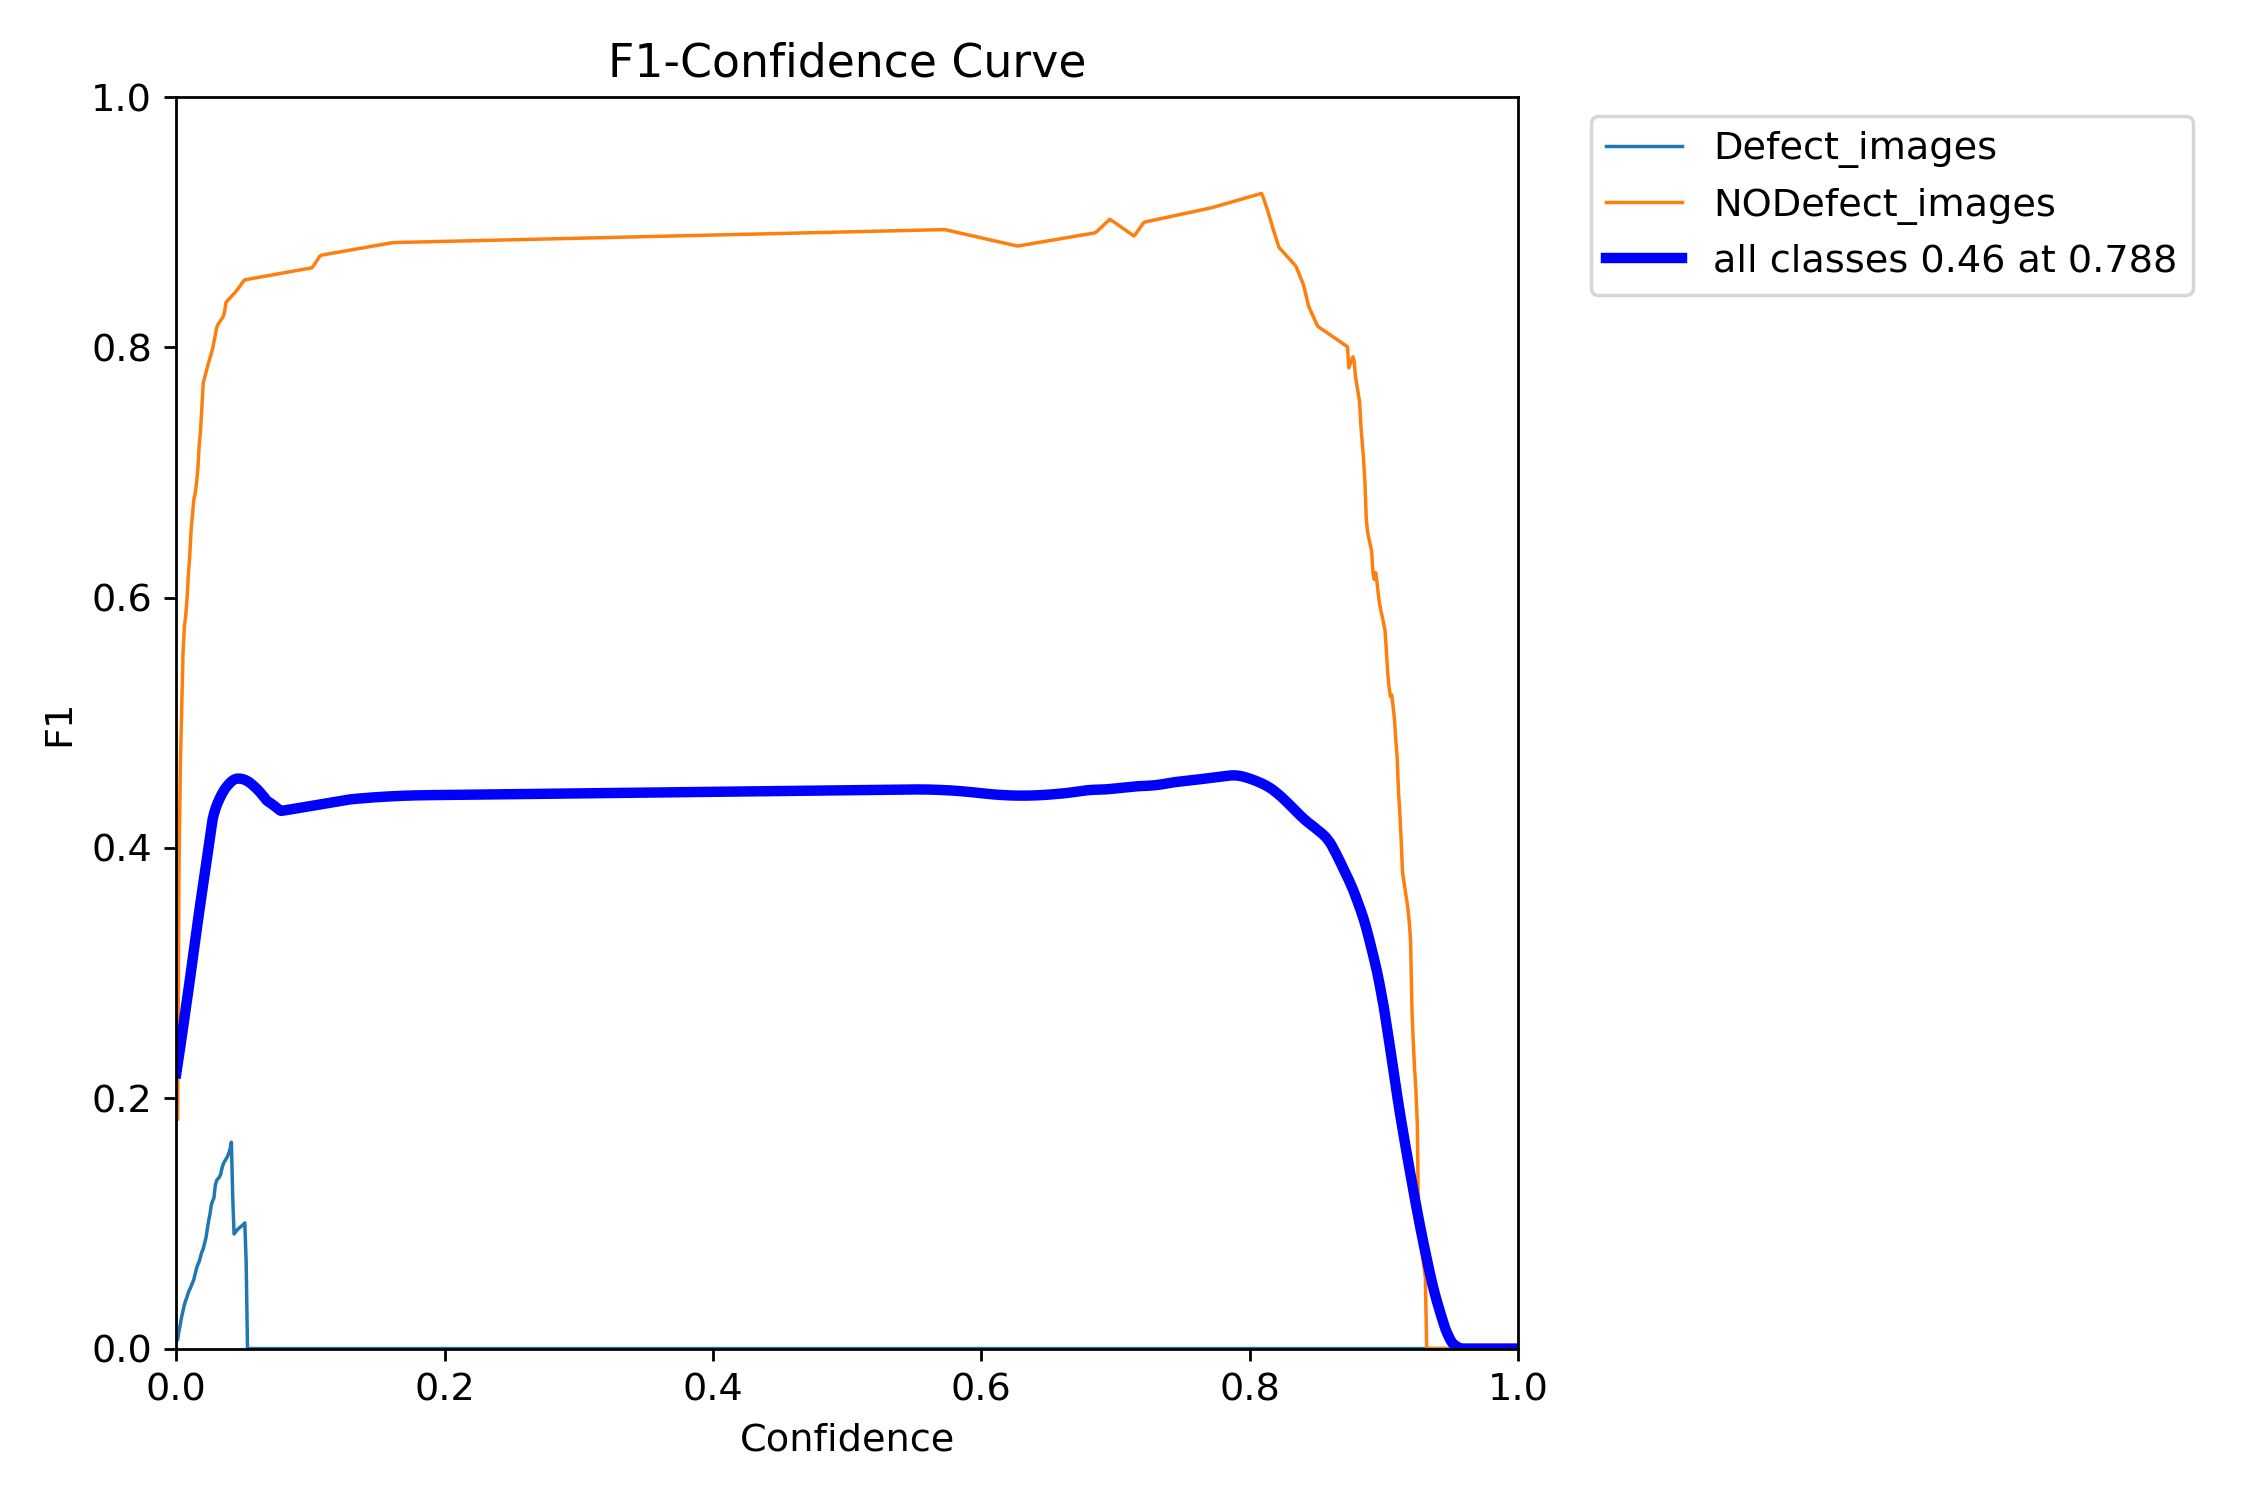 F1-Confidence Curve
1.0
0.8
0.6
0.4
0.2
0.0
F1
0.0 0.2 0.4 0.6 0.8 1.0
Confidence
Defect_images
NODefect_images
all classes 0.46 at 0.788